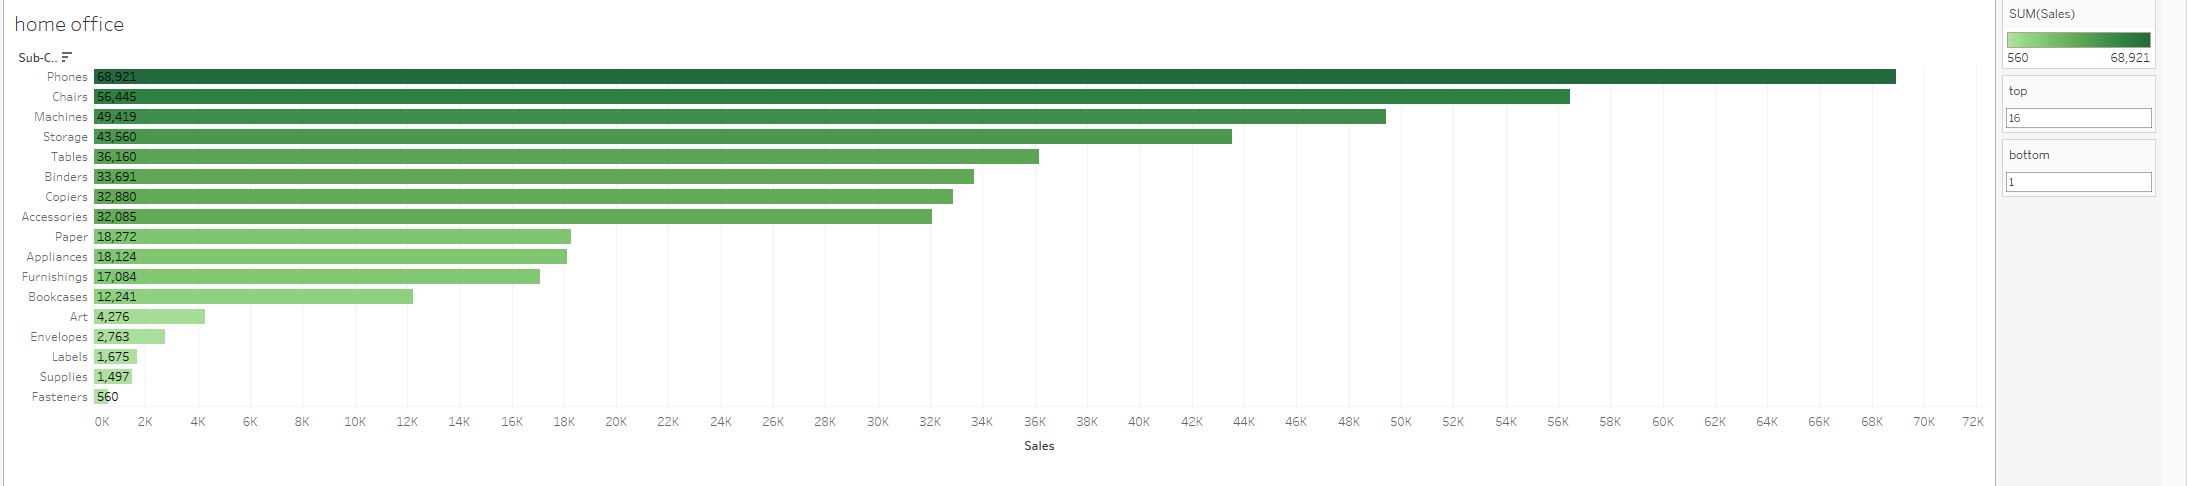 home office
Sub-C..
Phones 68,921
Chairs 56,445
Machines 49,419
Storage 43,560
Tables 36,160
Binders 33,691
Copiers 32,880
Accessories 32,085
Paper 18,272
Appliances 18,124
Furnishings 17,084
Bookcases 12,241
Art 4,276
Envelopes 2,763
Labels 1,675
Supplies 1,497
Fasteners 560
0K 2K 4K 6K 8K 10K 12K 14K 16K 18K 20K 22K 24K 26K 28K 30K 32K 34K 36K 38K 40K 42K 44K 46K 48K 50K 52K 54K 56K 58K 60K 62K 64K 66K 68K 70K 72K
Sales
SUM(Sales)
560 68,921
top
16
bottom
1